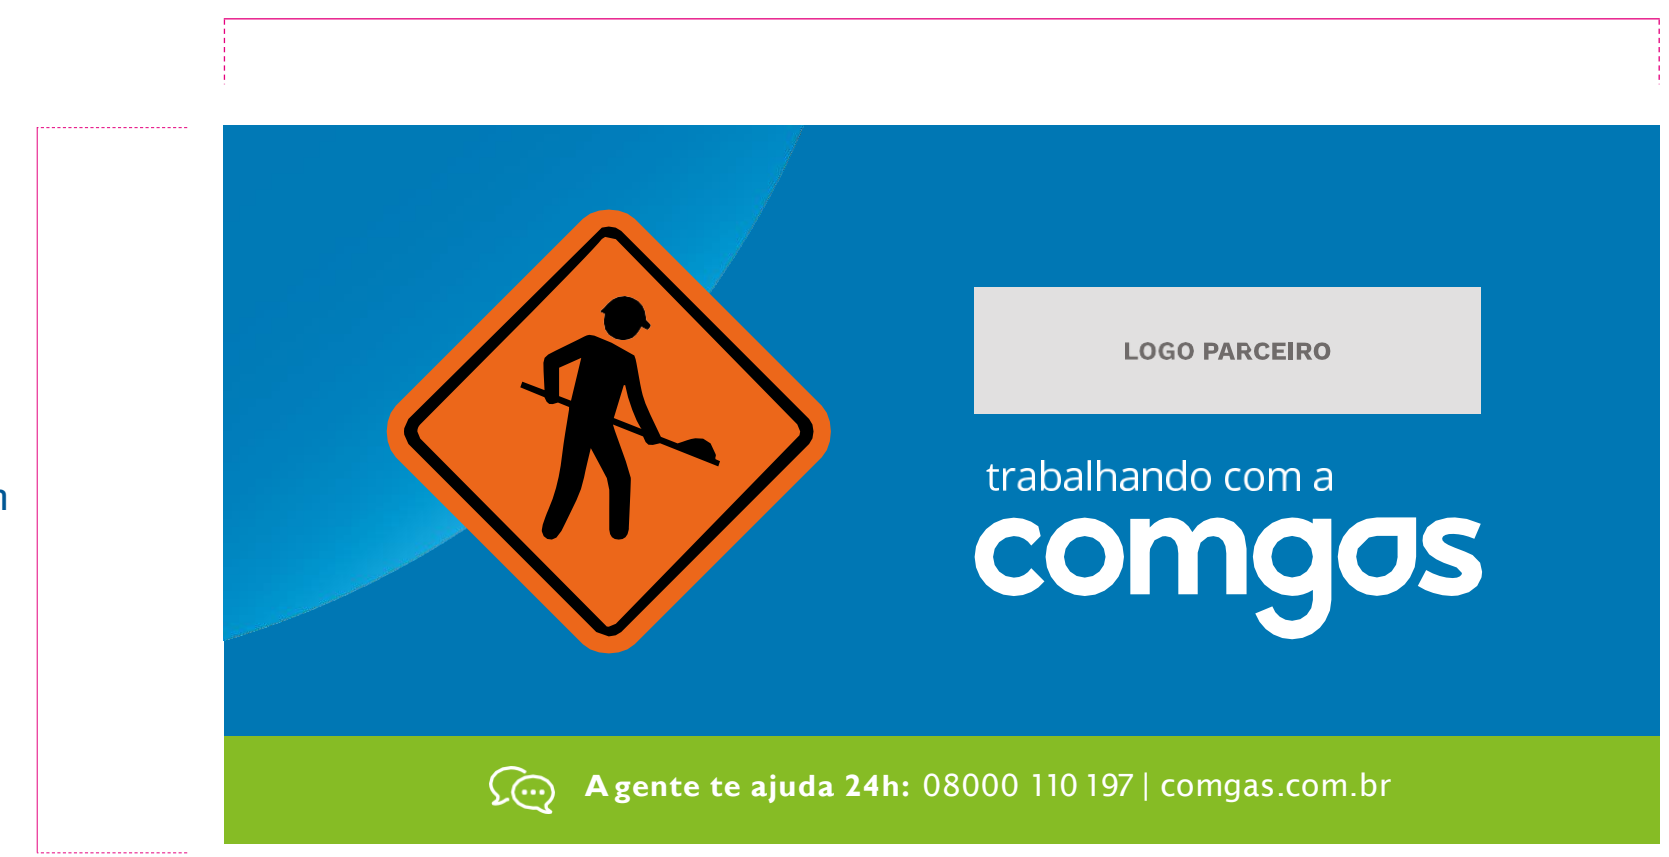 LOGO PARCEIRO
trabalhando com a
comgas
A gente te ajuda 24h: 08000 110 197 | comgas.com.br